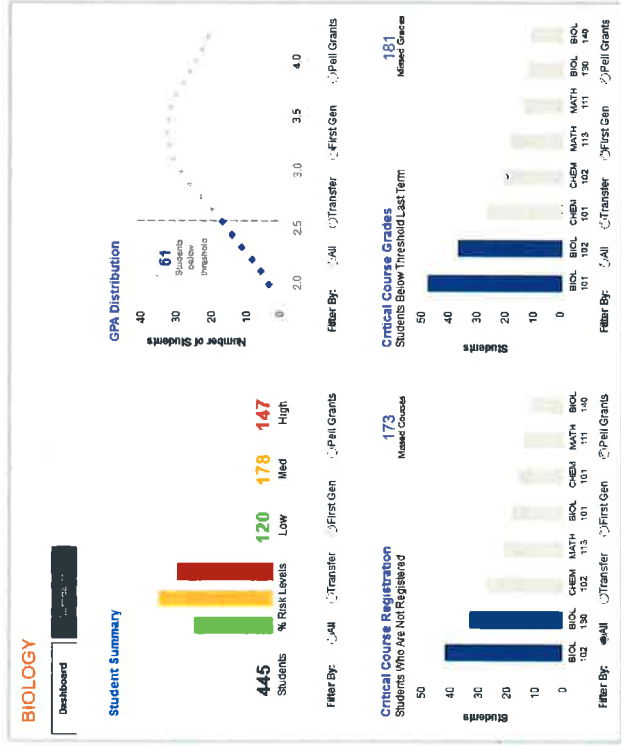 BIOLOGY
Dashboard
Student Summary
445
Students
% Risk Levels
120
Low
178
Med
147
High
Filter By: All Transfer First Gen Pell Grants
GPA Distribution
Number of Students
40
30
20
10
0
61
Students
below
threshold
2.0 2.5 3.0 3.5 4.0
Filter By: All Transfer First Gen Pell Grants
Critical Course Registration
Students Who Are Not Registered
173
Missed Courses
Students
50
40
30
20
10
0
BIOL 102
BIOL 130
CHEM 102
MATH 113
BIOL 101
CHEM 101
MATH 111
BIOL 140
Filter By: All Transfer First Gen Pell Grants
Critical Course Grades
Students Below Threshold Last Term
181
Missed Grades
Students
50
40
30
20
10
0
BIOL 101
BIOL 102
CHEM 101
CHEM 102
MATH 113
MATH 111
BIOL 130
BIOL 140
Filter By: All Transfer First Gen Pell Grants